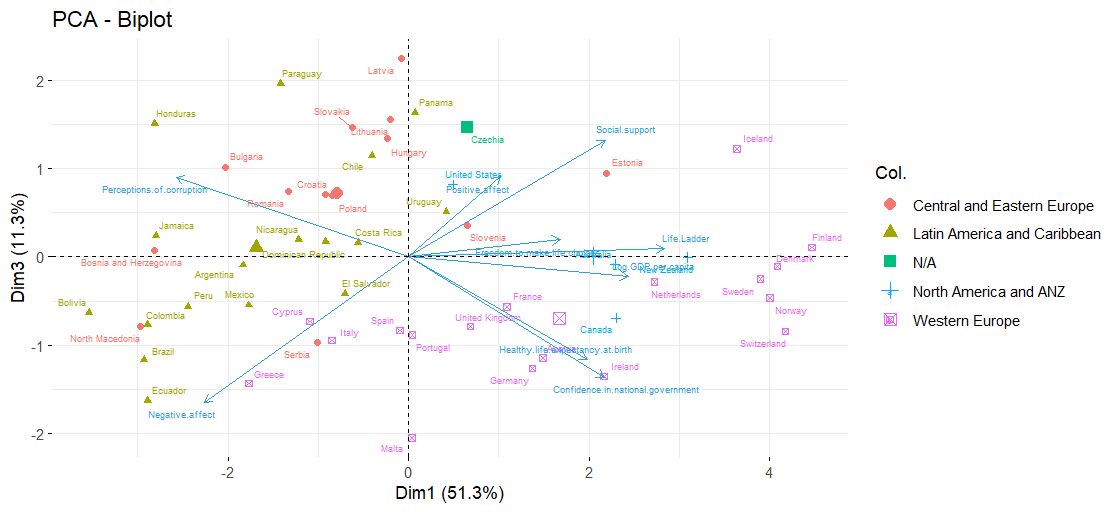 PCA - Biplot
Latvia
Paraguay
Panama
Honduras
Slovakia
Lithuania
Czechia
Social.support
Iceland
Hungary
Bulgaria
Chile
Estonia
United States
Positive.affect
Perceptions.of.corruption
Croatia
Romania
Poland
Uruguay
Jamaica
Nicaragua
Costa Rica
Slovenia
Life.Ladder
Finland
Bosnia and Herzegovina
Dominican Republic
Freedom.to.make.life.
Denmark
Log.GDP.per.capita
New Zealand
Argentina
El Salvador
Netherlands
Sweden
Bolivia
Peru
Mexico
France
Norway
Colombia
Cyprus
Spain
United Kingdom
Canada
North Macedonia
Italy
Portugal
Switzerland
Serbia
Healthy.life.expectancy.at.birth
Brazil
Greece
Germany
Ireland
Ecuador
Confidence.in.national.government
Negative.affect
Malta
2
1
0
-1
-2
Dim3 (11.3%)
-2
0
2
4
Dim1 (51.3%)
Col.
Central and Eastern Europe
Latin America and Caribbean
N/A
North America and ANZ
Western Europe